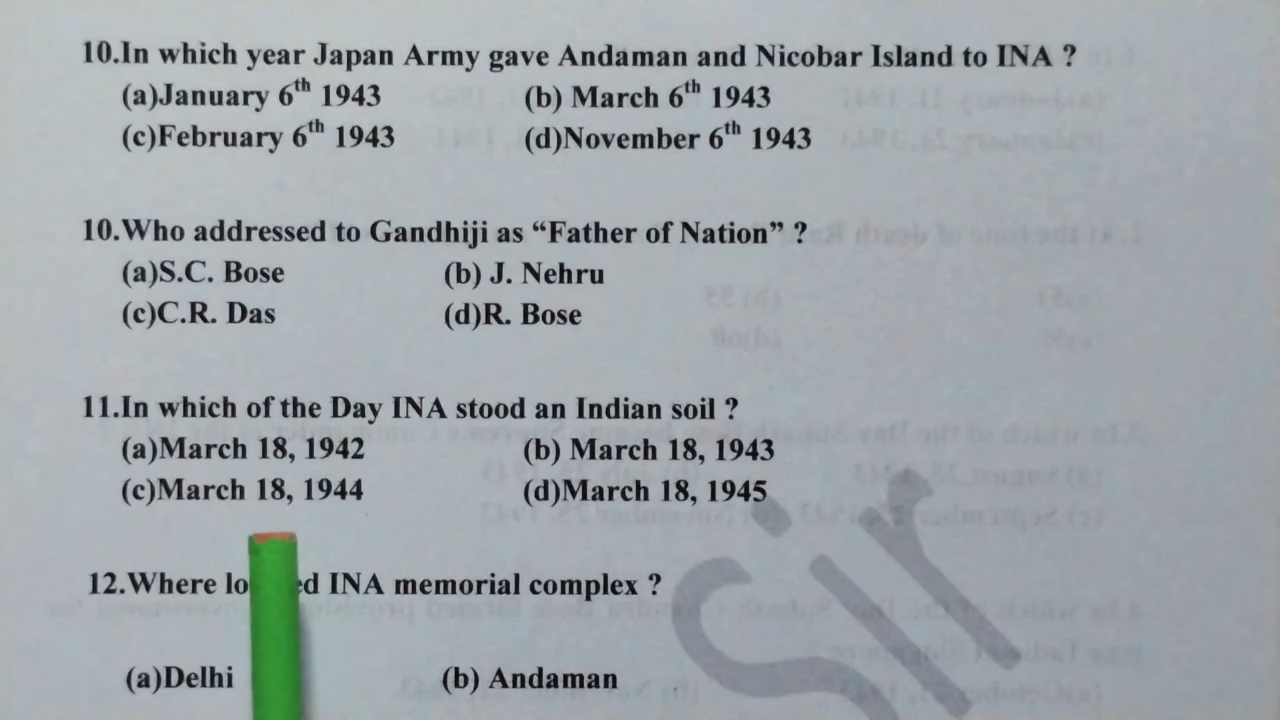 10.In which year Japan Army gave Andaman and Nicobar Island to INA ?
(a)January 6th 1943 (b) March 6th 1943
(c)February 6th 1943 (d)November 6th 1943
10.Who addressed to Gandhiji as “Father of Nation” ?
(a)S.C. Bose (b) J. Nehru
(c)C.R. Das (d)R. Bose
11.In which of the Day INA stood an Indian soil ?
(a)March 18, 1942 (b) March 18, 1943
(c)March 18, 1944 (d)March 18, 1945
12.Where INA memorial complex ?
(a)Delhi (b) Andaman
Sir